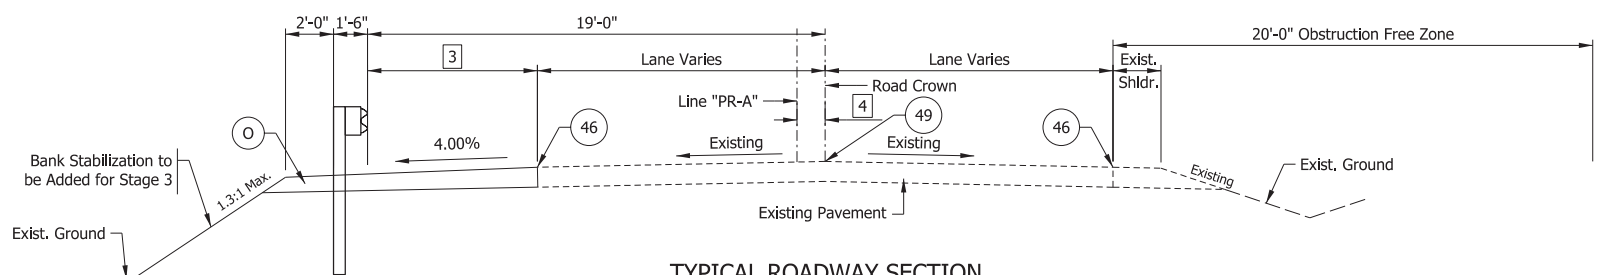 2'-0" 1'-6" 19'-0" 20'-0" Obstruction Free Zone
3 Lane Varies Lane Varies Exist.
Shldr.
Road Crown
Line "PR-A" 4
O 46 49 46
4.00% Existing Existing
Bank Stabilization to
be Added for Stage 3
1.3:1 Max.
Existing
Exist. Ground
Existing Pavement
Exist. Ground
TYPICAL ROADWAY SECTION